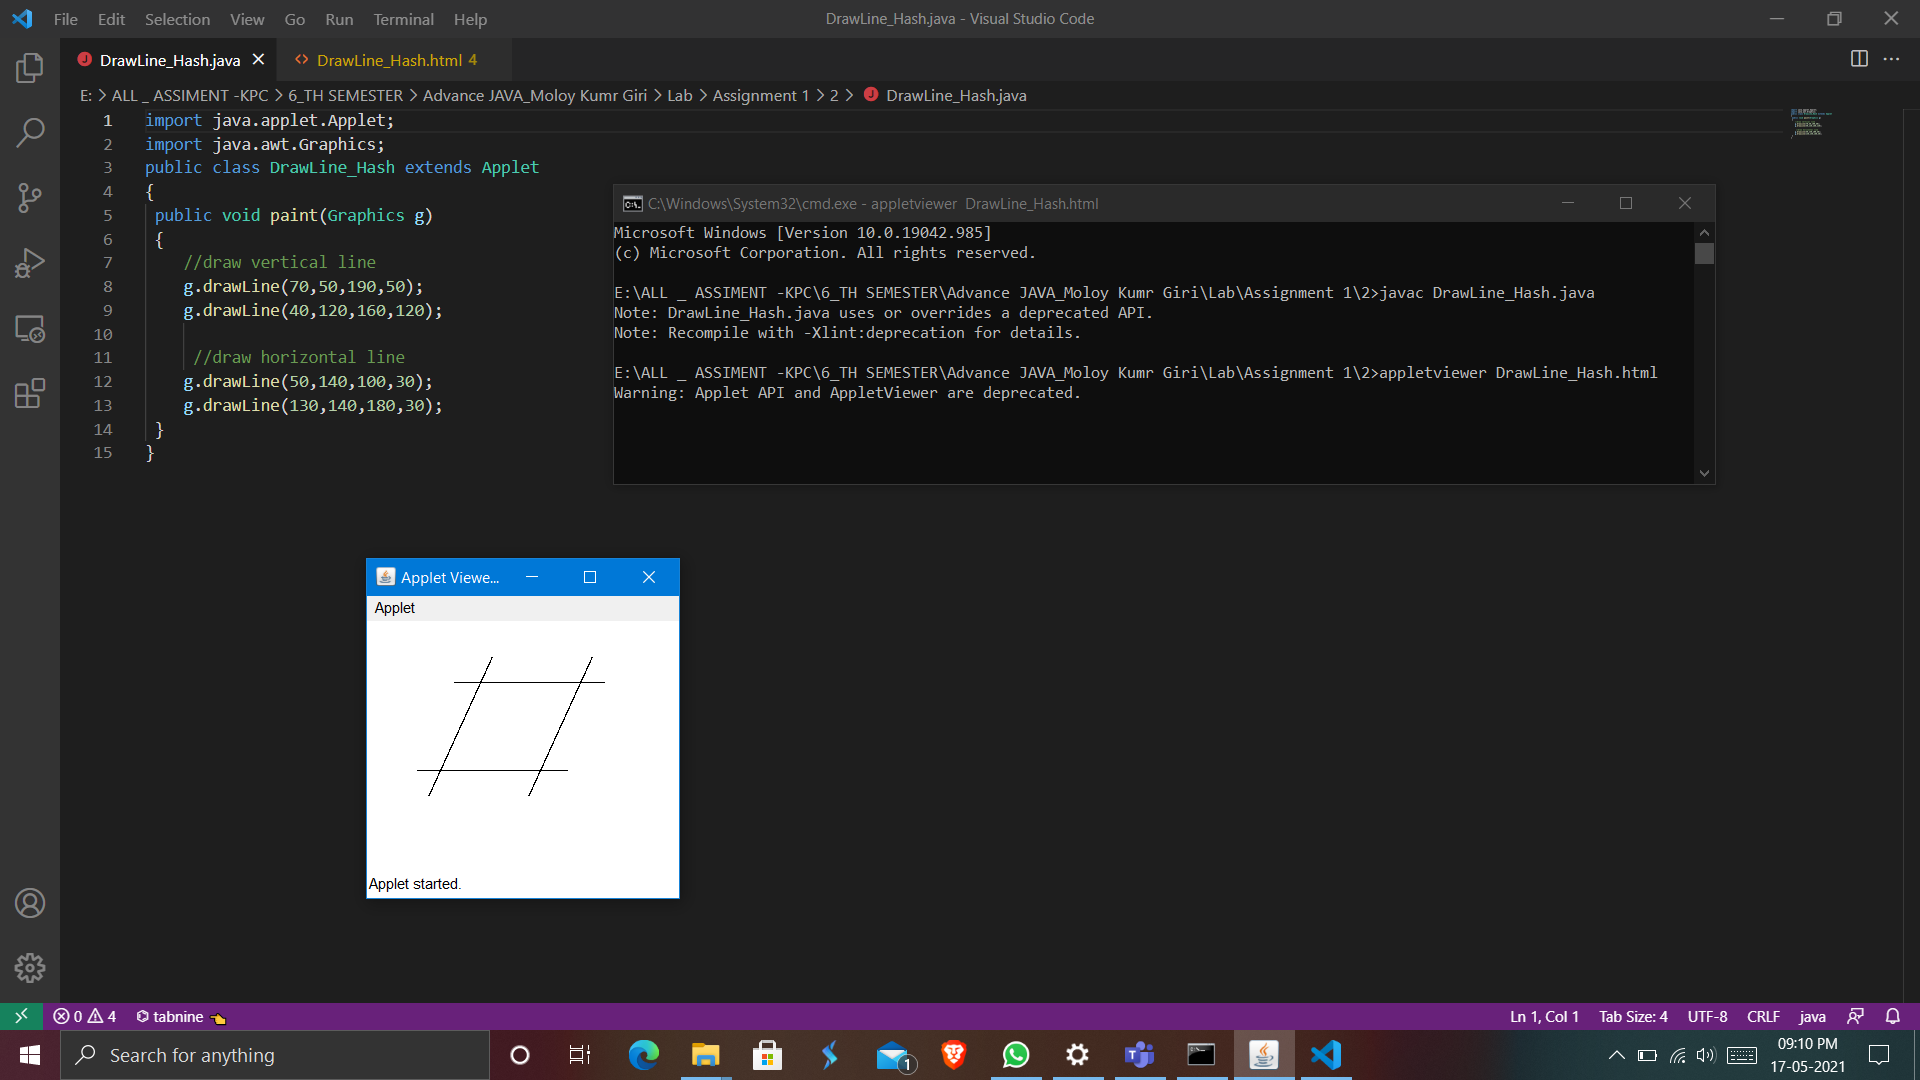 File Edit Selection View Go Run Terminal Help
DrawLine_Hash.java - Visual Studio Code
DrawLine_Hash.java
DrawLine_Hash.html 4
E: > ALL _ ASSIMENT -KPC > 6_TH SEMESTER > Advance JAVA_Moloy Kumr Giri > Lab > Assignment 1 > 2 > DrawLine_Hash.java
1 import java.applet.Applet;
2 import java.awt.Graphics;
3 public class DrawLine_Hash extends Applet
4 {
5 public void paint(Graphics g)
6 {
7 //draw vertical line
8 g.drawLine(70,50,190,50);
9 g.drawLine(40,120,160,120);
10
11 //draw horizontal line
12 g.drawLine(50,140,100,30);
13 g.drawLine(130,140,180,30);
14 }
15 }
C:\Windows\System32\cmd.exe - appletviewer DrawLine_Hash.html
Microsoft Windows [Version 10.0.19042.985]
(c) Microsoft Corporation. All rights reserved.
E:\ALL _ ASSIMENT -KPC\6_TH SEMESTER\Advance JAVA_Moloy Kumr Giri\Lab\Assignment 1\2>javac DrawLine_Hash.java
Note: DrawLine_Hash.java uses or overrides a deprecated API.
Note: Recompile with -Xlint:deprecation for details.
E:\ALL _ ASSIMENT -KPC\6_TH SEMESTER\Advance JAVA_Moloy Kumr Giri\Lab\Assignment 1\2>appletviewer DrawLine_Hash.html
Warning: Applet API and AppletViewer are deprecated.
Applet Viewe...
Applet
Applet started.
0 4 tabnine
Ln 1, Col 1 Tab Size: 4 UTF-8 CRLF java
Search for anything
1
09:10 PM
17-05-2021